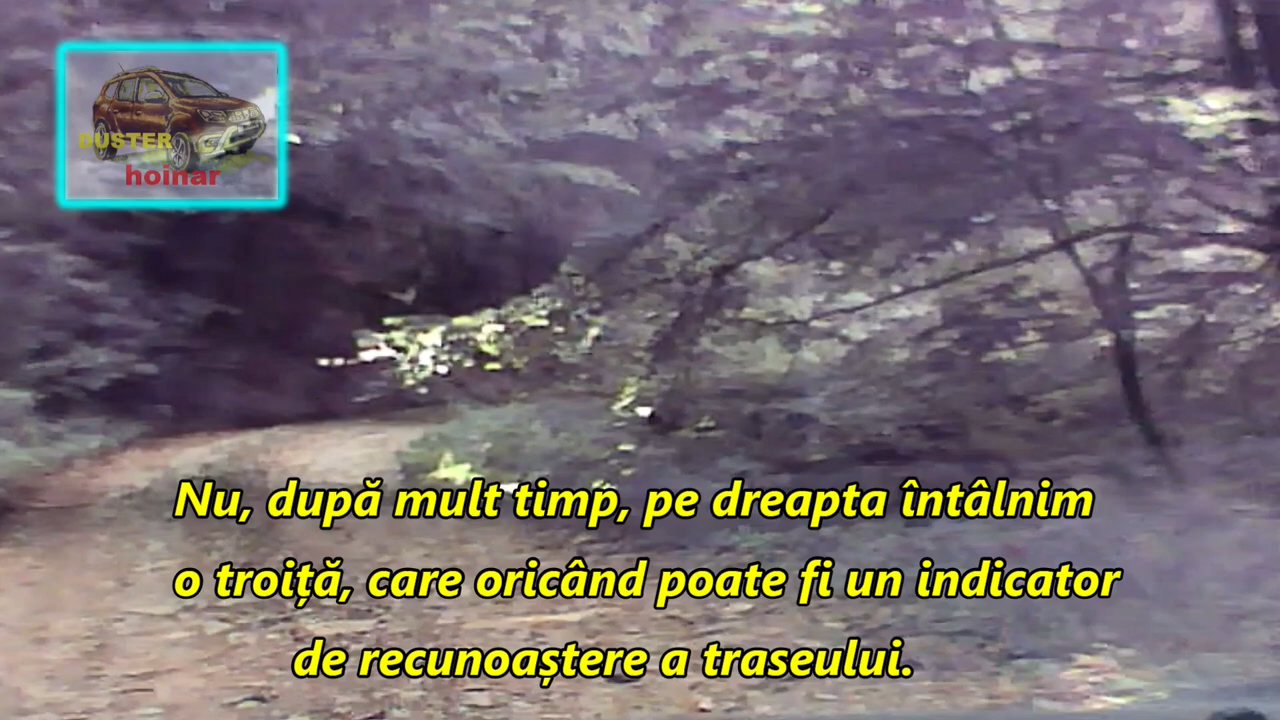 DUSTER
hoinar
Nu, după mult timp, pe dreapta întâlnim
o troiță, care oricând poate fi un indicator
de recunoaștere a traseului.